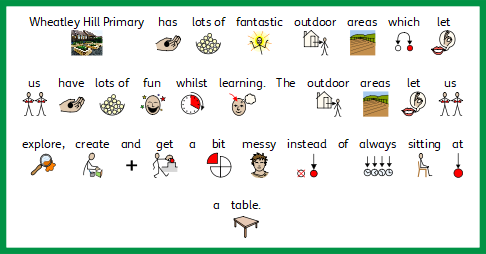 Wheatley Hill Primary has lots of fantastic outdoor areas which let
us have lots of fun whilst learning. The outdoor areas let us
explore, create and get a bit messy instead of always sitting at
a table.